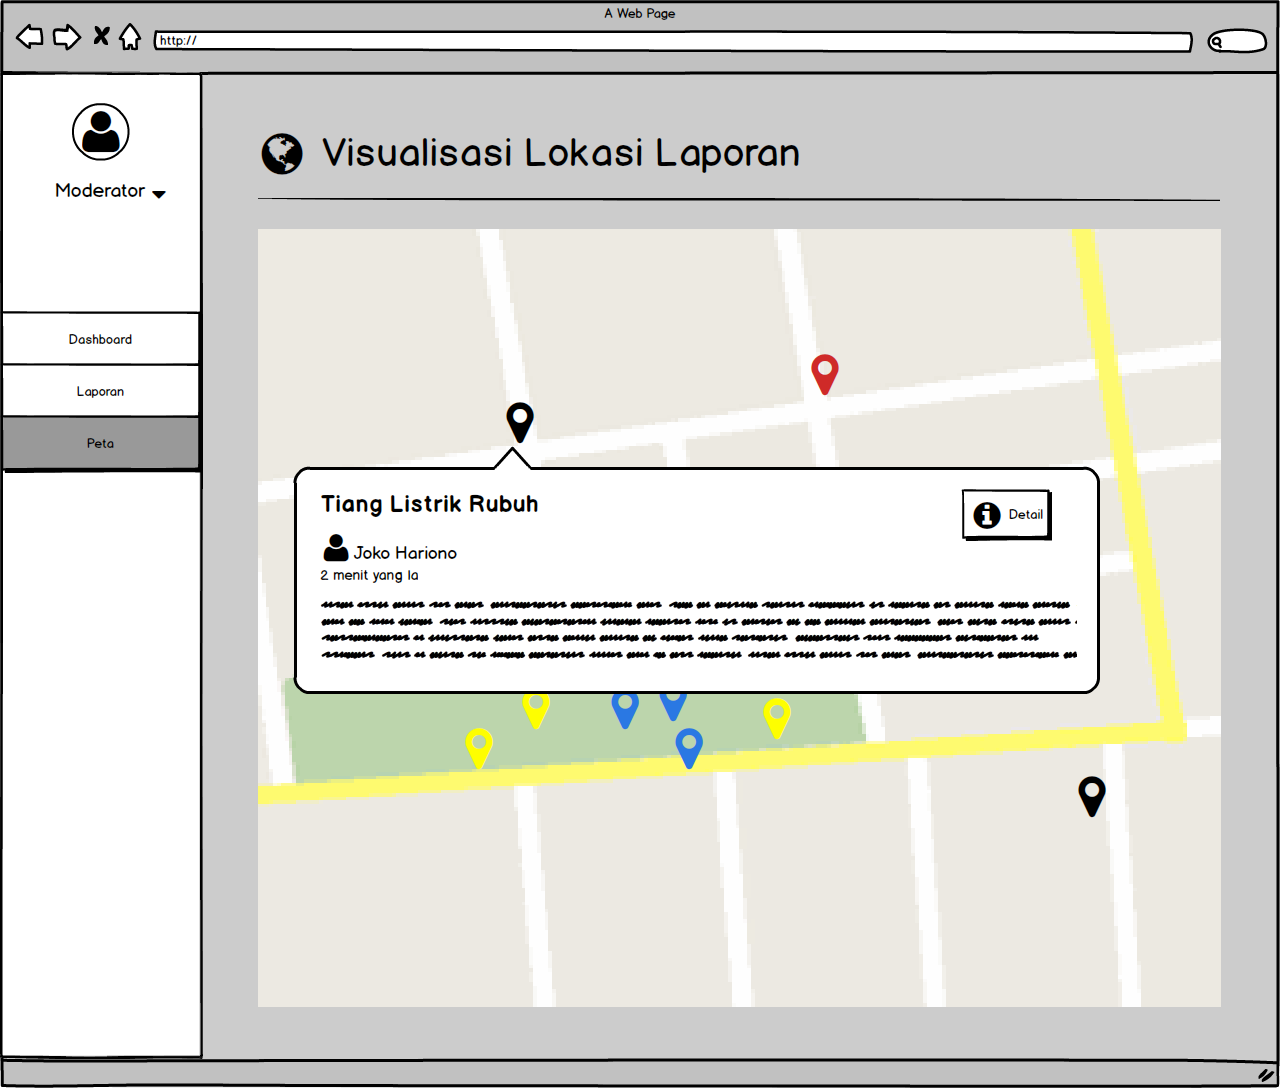 A Web Page
http://
Moderator
Dashboard
Laporan
Peta
Visualisasi Lokasi Laporan
Tiang Listrik Rubuh
Detail
Joko Hariono
2 menit yang la